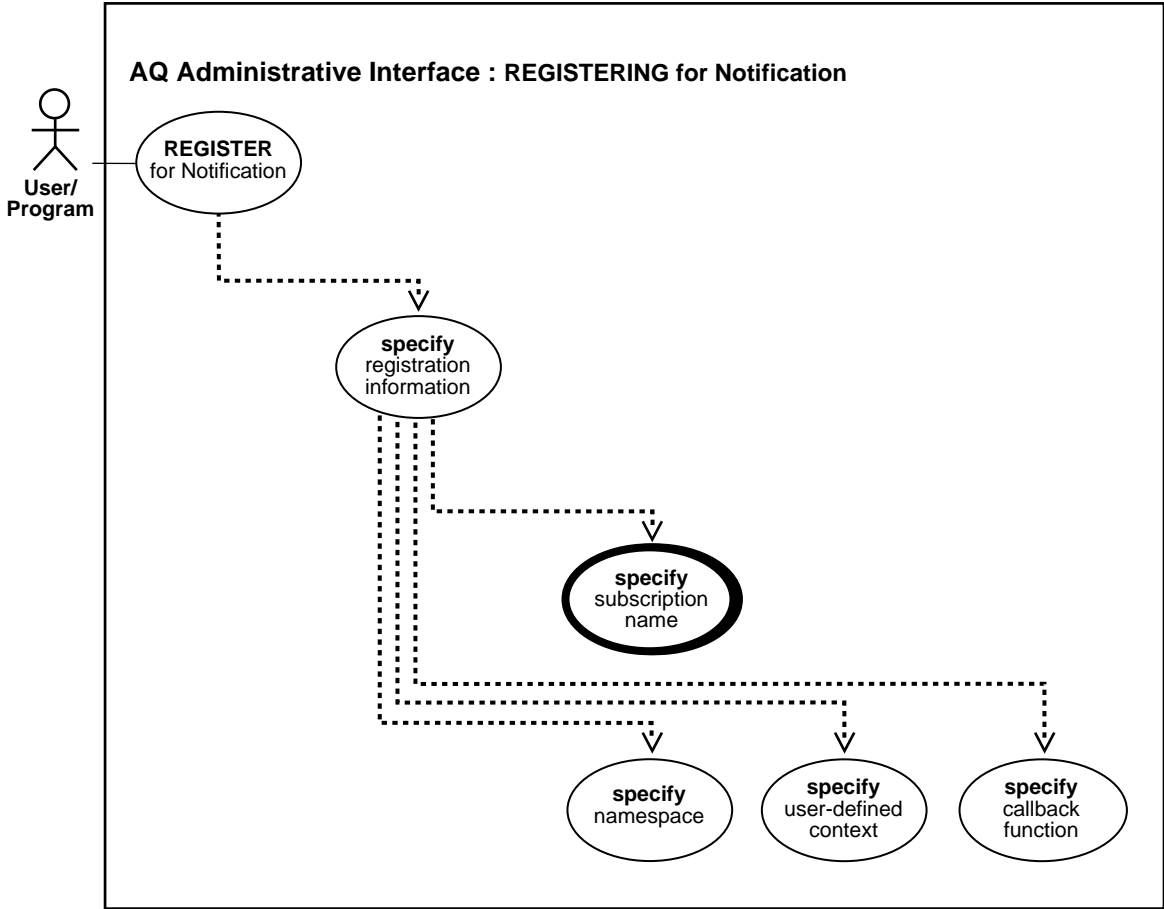 AQ Administrative Interface : REGISTERING for Notification
REGISTER
for Notification
User/
Program
specify
registration
information
specify
subscription
name
specify
namespace
specify
user-defined
context
specify
callback
function